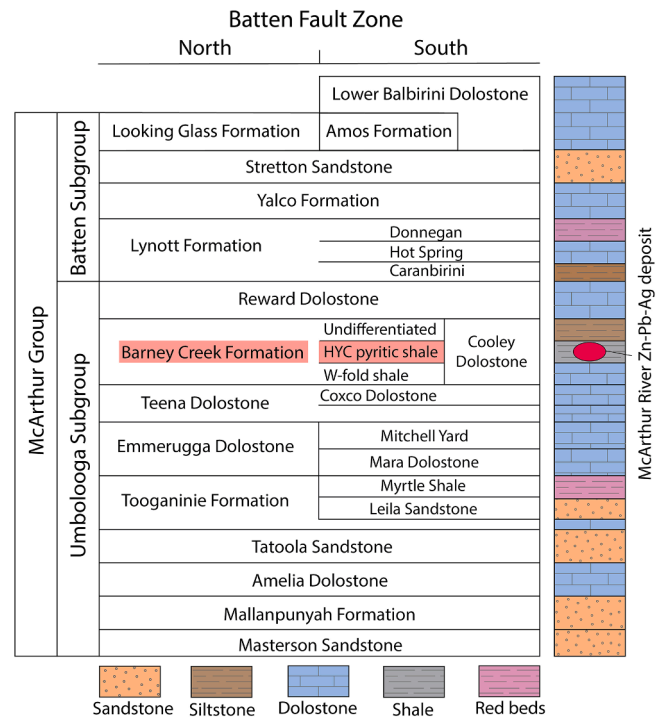 Batten Fault Zone
North
South
Lower Balbirini Dolostone
Looking Glass Formation
Amos Formation
Stretton Sandstone
Yalco Formation
Lynott Formation
Donnegan
Hot Spring
Caranbirini
Reward Dolostone
Barney Creek Formation
Undifferentiated
HYC pyritic shale
W-fold shale
Cooley
Dolostone
Teena Dolostone
Coxco Dolostone
Emmerugga Dolostone
Mitchell Yard
Mara Dolostone
Tooganinie Formation
Myrtle Shale
Leila Sandstone
Tatoola Sandstone
Amelia Dolostone
Mallanpunyah Formation
Masterson Sandstone
McArthur Group
Batten Subgroup
Umbolooga Subgroup
McArthur River Zn-Pb-Ag deposit
Sandstone
Siltstone
Dolostone
Shale
Red beds